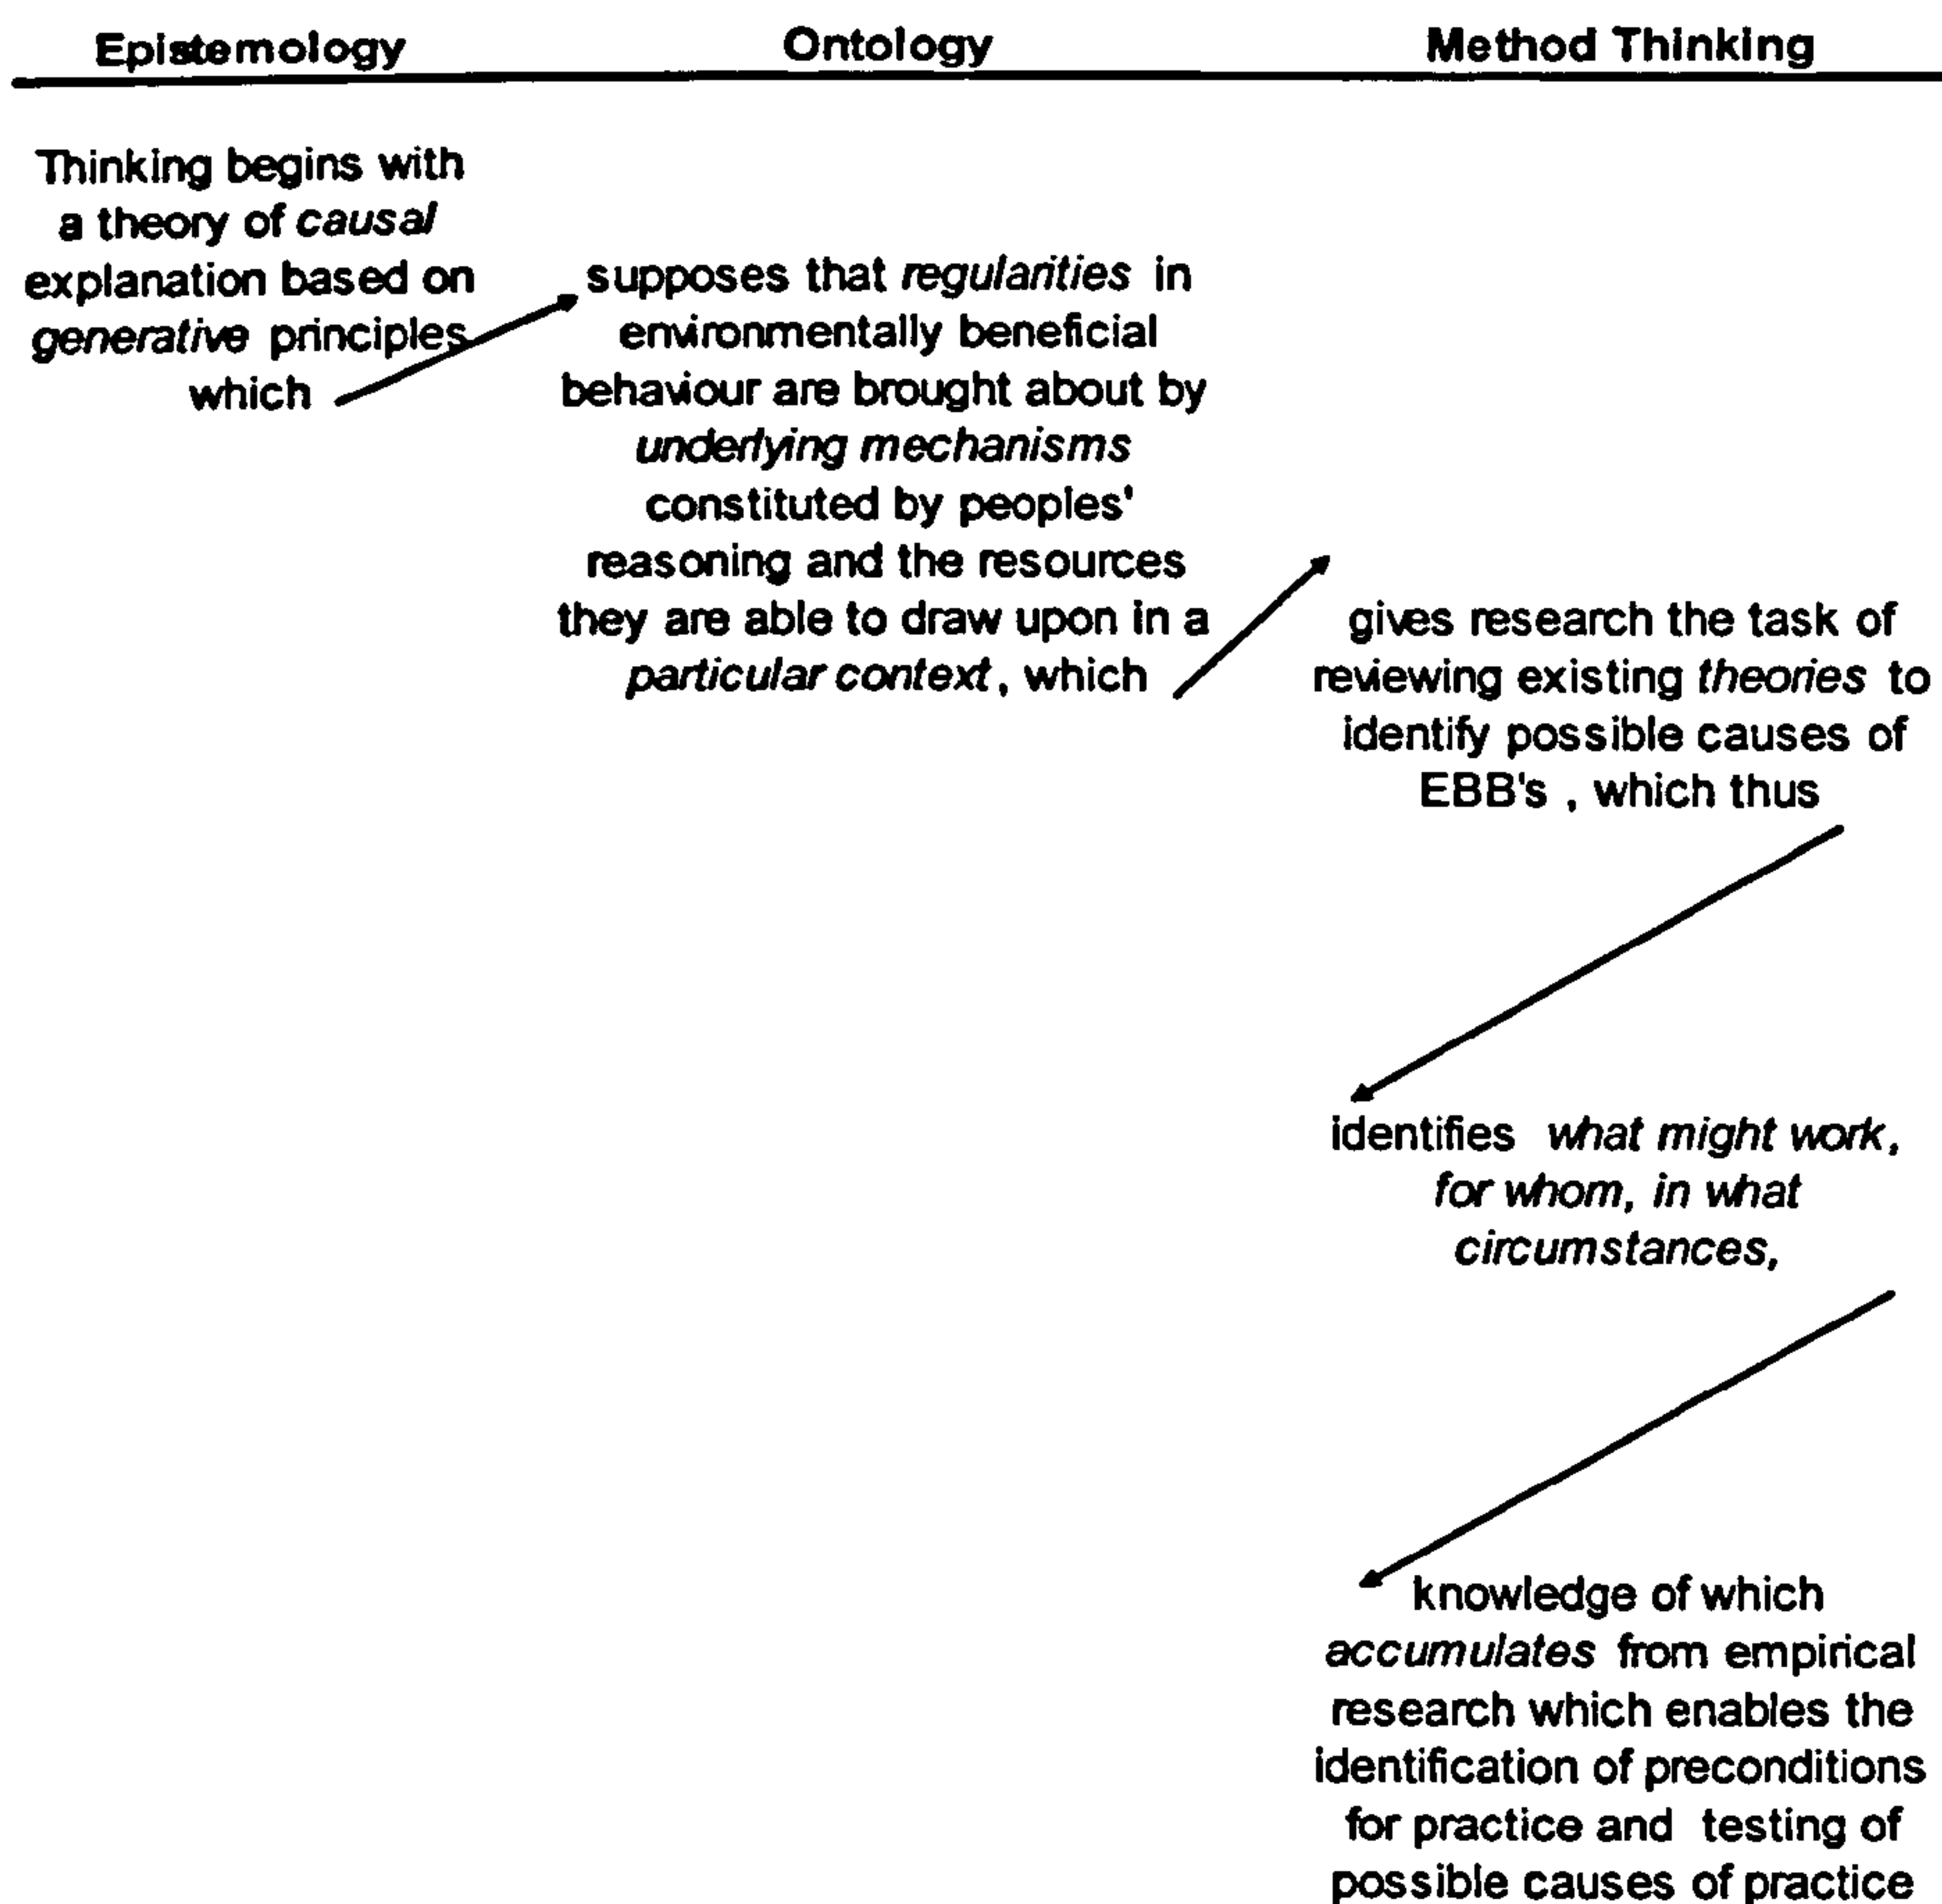 Epistemology
Ontology
Method Thinking
Thinking begins with
a theory of causal
explanation based on
generative principles
which
supposes that regularities in
environmentally beneficial
behaviour are brought about by
underlying mechanisms
constituted by peoples'
reasoning and the resources
they are able to draw upon in a
particular context, which
gives research the task of
reviewing existing theories to
identify possible causes of
EBB's , which thus
identifies what might work,
for whom, in what
circumstances,
knowledge of which
accumulates from empirical
research which enables the
identification of preconditions
for practice and testing of
possible causes of practice